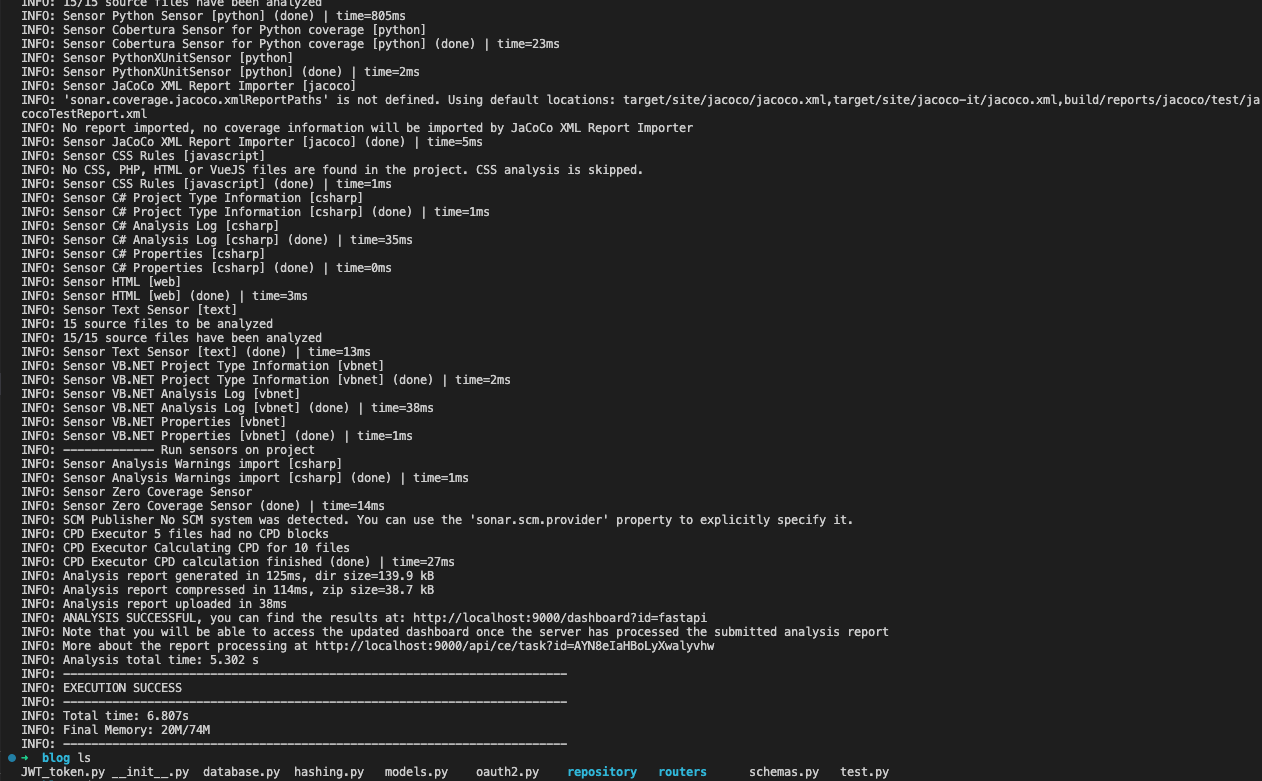 INFO: 15/15 source files have been analyzed
INFO: Sensor Python Sensor [python] (done) | time=805ms
INFO: Sensor Cobertura Sensor for Python coverage [python]
INFO: Sensor Cobertura Sensor for Python coverage [python] (done) | time=23ms
INFO: Sensor PythonXUnitSensor [python]
INFO: Sensor PythonXUnitSensor [python] (done) | time=2ms
INFO: Sensor JaCoCo XML Report Importer [jacoco]
INFO: 'sonar.coverage.jacoco.xmlReportPaths' is not defined. Using default locations: target/site/jacoco/jacoco.xml,target/site/jacoco-it/jacoco.xml,build/reports/jacoco/test/ja
cocoTestReport.xml
INFO: No report imported, no coverage information will be imported by JaCoCo XML Report Importer
INFO: Sensor JaCoCo XML Report Importer [jacoco] (done) | time=5ms
INFO: Sensor CSS Rules [javascript]
INFO: No CSS, PHP, HTML or VueJS files are found in the project. CSS analysis is skipped.
INFO: Sensor CSS Rules [javascript] (done) | time=1ms
INFO: Sensor C# Project Type Information [csharp]
INFO: Sensor C# Project Type Information [csharp] (done) | time=1ms
INFO: Sensor C# Analysis Log [csharp]
INFO: Sensor C# Analysis Log [csharp] (done) | time=35ms
INFO: Sensor C# Properties [csharp]
INFO: Sensor C# Properties [csharp] (done) | time=0ms
INFO: Sensor HTML [web]
INFO: Sensor HTML [web] (done) | time=3ms
INFO: Sensor Text Sensor [text]
INFO: 15 source files to be analyzed
INFO: 15/15 source files have been analyzed
INFO: Sensor Text Sensor [text] (done) | time=13ms
INFO: Sensor VB.NET Project Type Information [vbnet]
INFO: Sensor VB.NET Project Type Information [vbnet] (done) | time=2ms
INFO: Sensor VB.NET Analysis Log [vbnet]
INFO: Sensor VB.NET Analysis Log [vbnet] (done) | time=38ms
INFO: Sensor VB.NET Properties [vbnet]
INFO: Sensor VB.NET Properties [vbnet] (done) | time=1ms
INFO: ------------- Run sensors on project
INFO: Sensor Analysis Warnings import [csharp]
INFO: Sensor Analysis Warnings import [csharp] (done) | time=1ms
INFO: Sensor Zero Coverage Sensor
INFO: Sensor Zero Coverage Sensor (done) | time=14ms
INFO: SCM Publisher No SCM system was detected. You can use the 'sonar.scm.provider' property to explicitly specify it.
INFO: CPD Executor 5 files had no CPD blocks
INFO: CPD Executor Calculating CPD for 10 files
INFO: CPD Executor CPD calculation finished (done) | time=27ms
INFO: Analysis report generated in 125ms, dir size=139.9 kB
INFO: Analysis report compressed in 114ms, zip size=38.7 kB
INFO: Analysis report uploaded in 38ms
INFO: ANALYSIS SUCCESSFUL, you can find the results at: http://localhost:9000/dashboard?id=fastapi
INFO: Note that you will be able to access the updated dashboard once the server has processed the submitted analysis report
INFO: More about the report processing at http://localhost:9000/api/ce/task?id=AYN8eIaHBoLyXwalyvhw
INFO: Analysis total time: 5.302 s
INFO: ------------------------------------------------------------------------
INFO: EXECUTION SUCCESS
INFO: ------------------------------------------------------------------------
INFO: Total time: 6.807s
INFO: Final Memory: 20M/74M
INFO: ------------------------------------------------------------------------
➜ blog ls
JWT_token.py __init__.py database.py hashing.py models.py oauth2.py repository routers schemas.py test.py